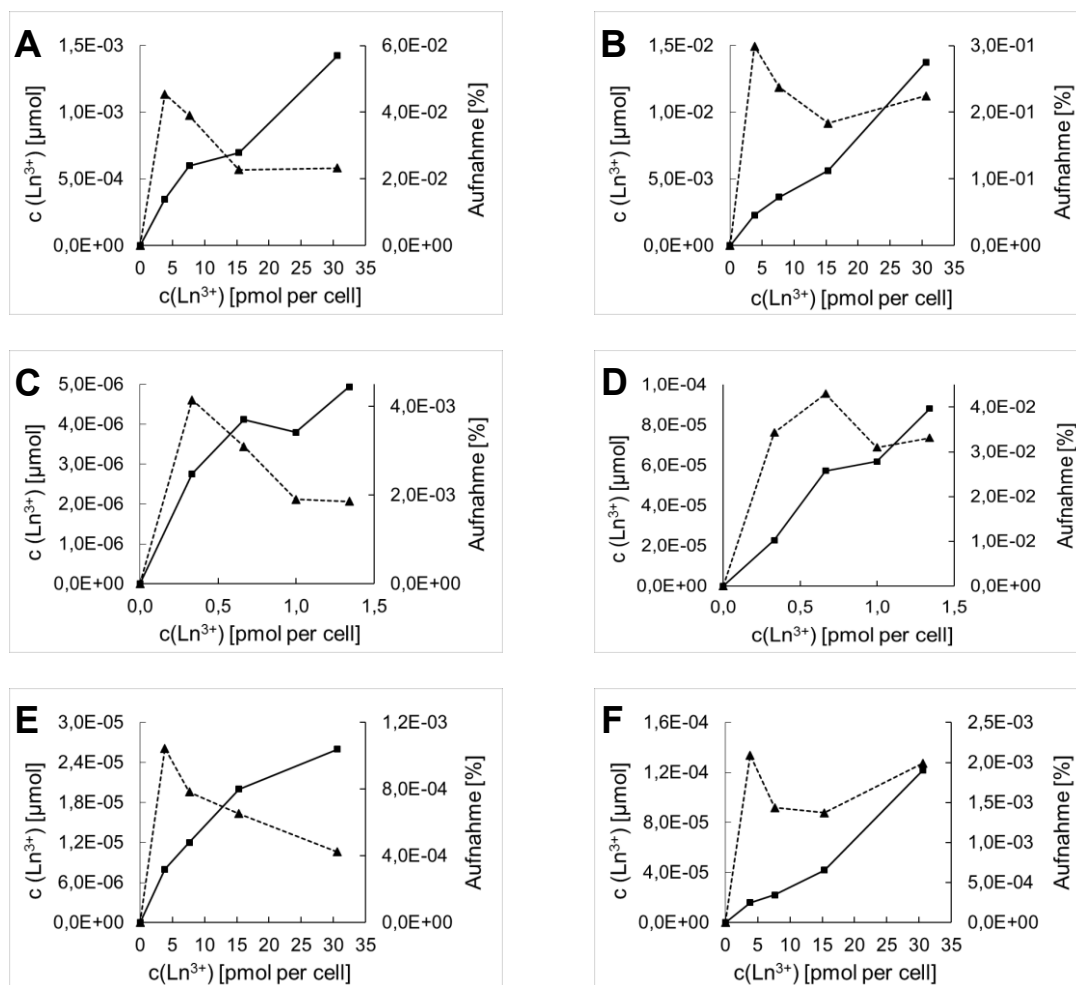 A
1,5E-03
1,0E-03
5,0E-04
0,0E+00
c (Ln³⁺) [µmol]
6,0E-02
4,0E-02
2,0E-02
0,0E+00
Aufnahme [%]
0 5 10 15 20 25 30 35
c(Ln³⁺) [pmol per cell]
B
1,5E-02
1,0E-02
5,0E-03
0,0E+00
c (Ln³⁺) [µmol]
3,0E-01
2,0E-01
1,0E-01
0,0E+00
Aufnahme [%]
0 5 10 15 20 25 30 35
c(Ln³⁺) [pmol per cell]
C
5,0E-06
4,0E-06
3,0E-06
2,0E-06
1,0E-06
0,0E+00
c (Ln³⁺) [µmol]
4,0E-03
2,0E-03
0,0E+00
Aufnahme [%]
0,0 0,5 1,0 1,5
c(Ln³⁺) [pmol per cell]
D
1,0E-04
8,0E-05
6,0E-05
4,0E-05
2,0E-05
0,0E+00
c (Ln³⁺) [µmol]
4,0E-02
3,0E-02
2,0E-02
1,0E-02
0,0E+00
Aufnahme [%]
0,0 0,5 1,0 1,5
c(Ln³⁺) [pmol per cell]
E
3,0E-05
2,4E-05
1,8E-05
1,2E-05
6,0E-06
0,0E+00
c (Ln³⁺) [µmol]
1,2E-03
8,0E-04
4,0E-04
0,0E+00
Aufnahme [%]
0 5 10 15 20 25 30 35
c(Ln³⁺) [pmol per cell]
F
1,6E-04
1,2E-04
8,0E-05
4,0E-05
0,0E+00
c (Ln³⁺) [µmol]
2,5E-03
2,0E-03
1,5E-03
1,0E-03
5,0E-04
0,0E+00
Aufnahme [%]
0 5 10 15 20 25 30 35
c(Ln³⁺) [pmol per cell]